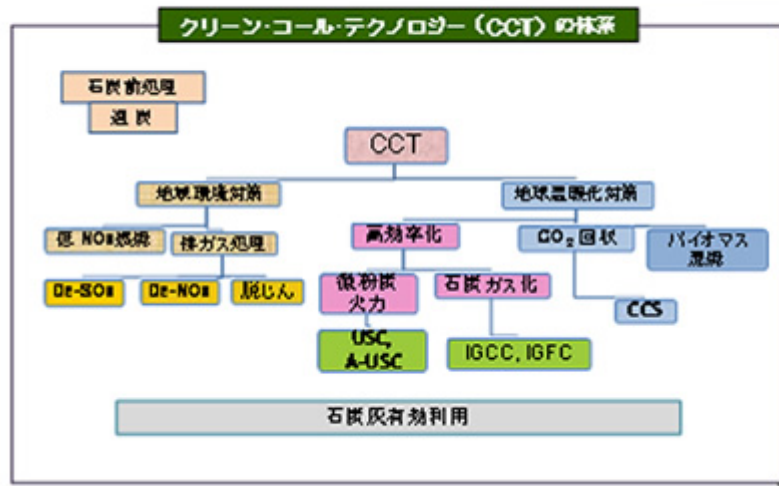 クリーン・コール・テクノロジー（CCT）の体系
石炭前処理
選炭
CCT
地域環境対策
地球温暖化対策
低NOx燃焼
排ガス処理
高効率化
CO₂回収
バイオマス
混焼
De-SOx
De-NOx
脱じん
微粉炭
火力
石炭ガス化
CCS
USC,
A-USC
IGCC, IGFC
石炭灰有効利用